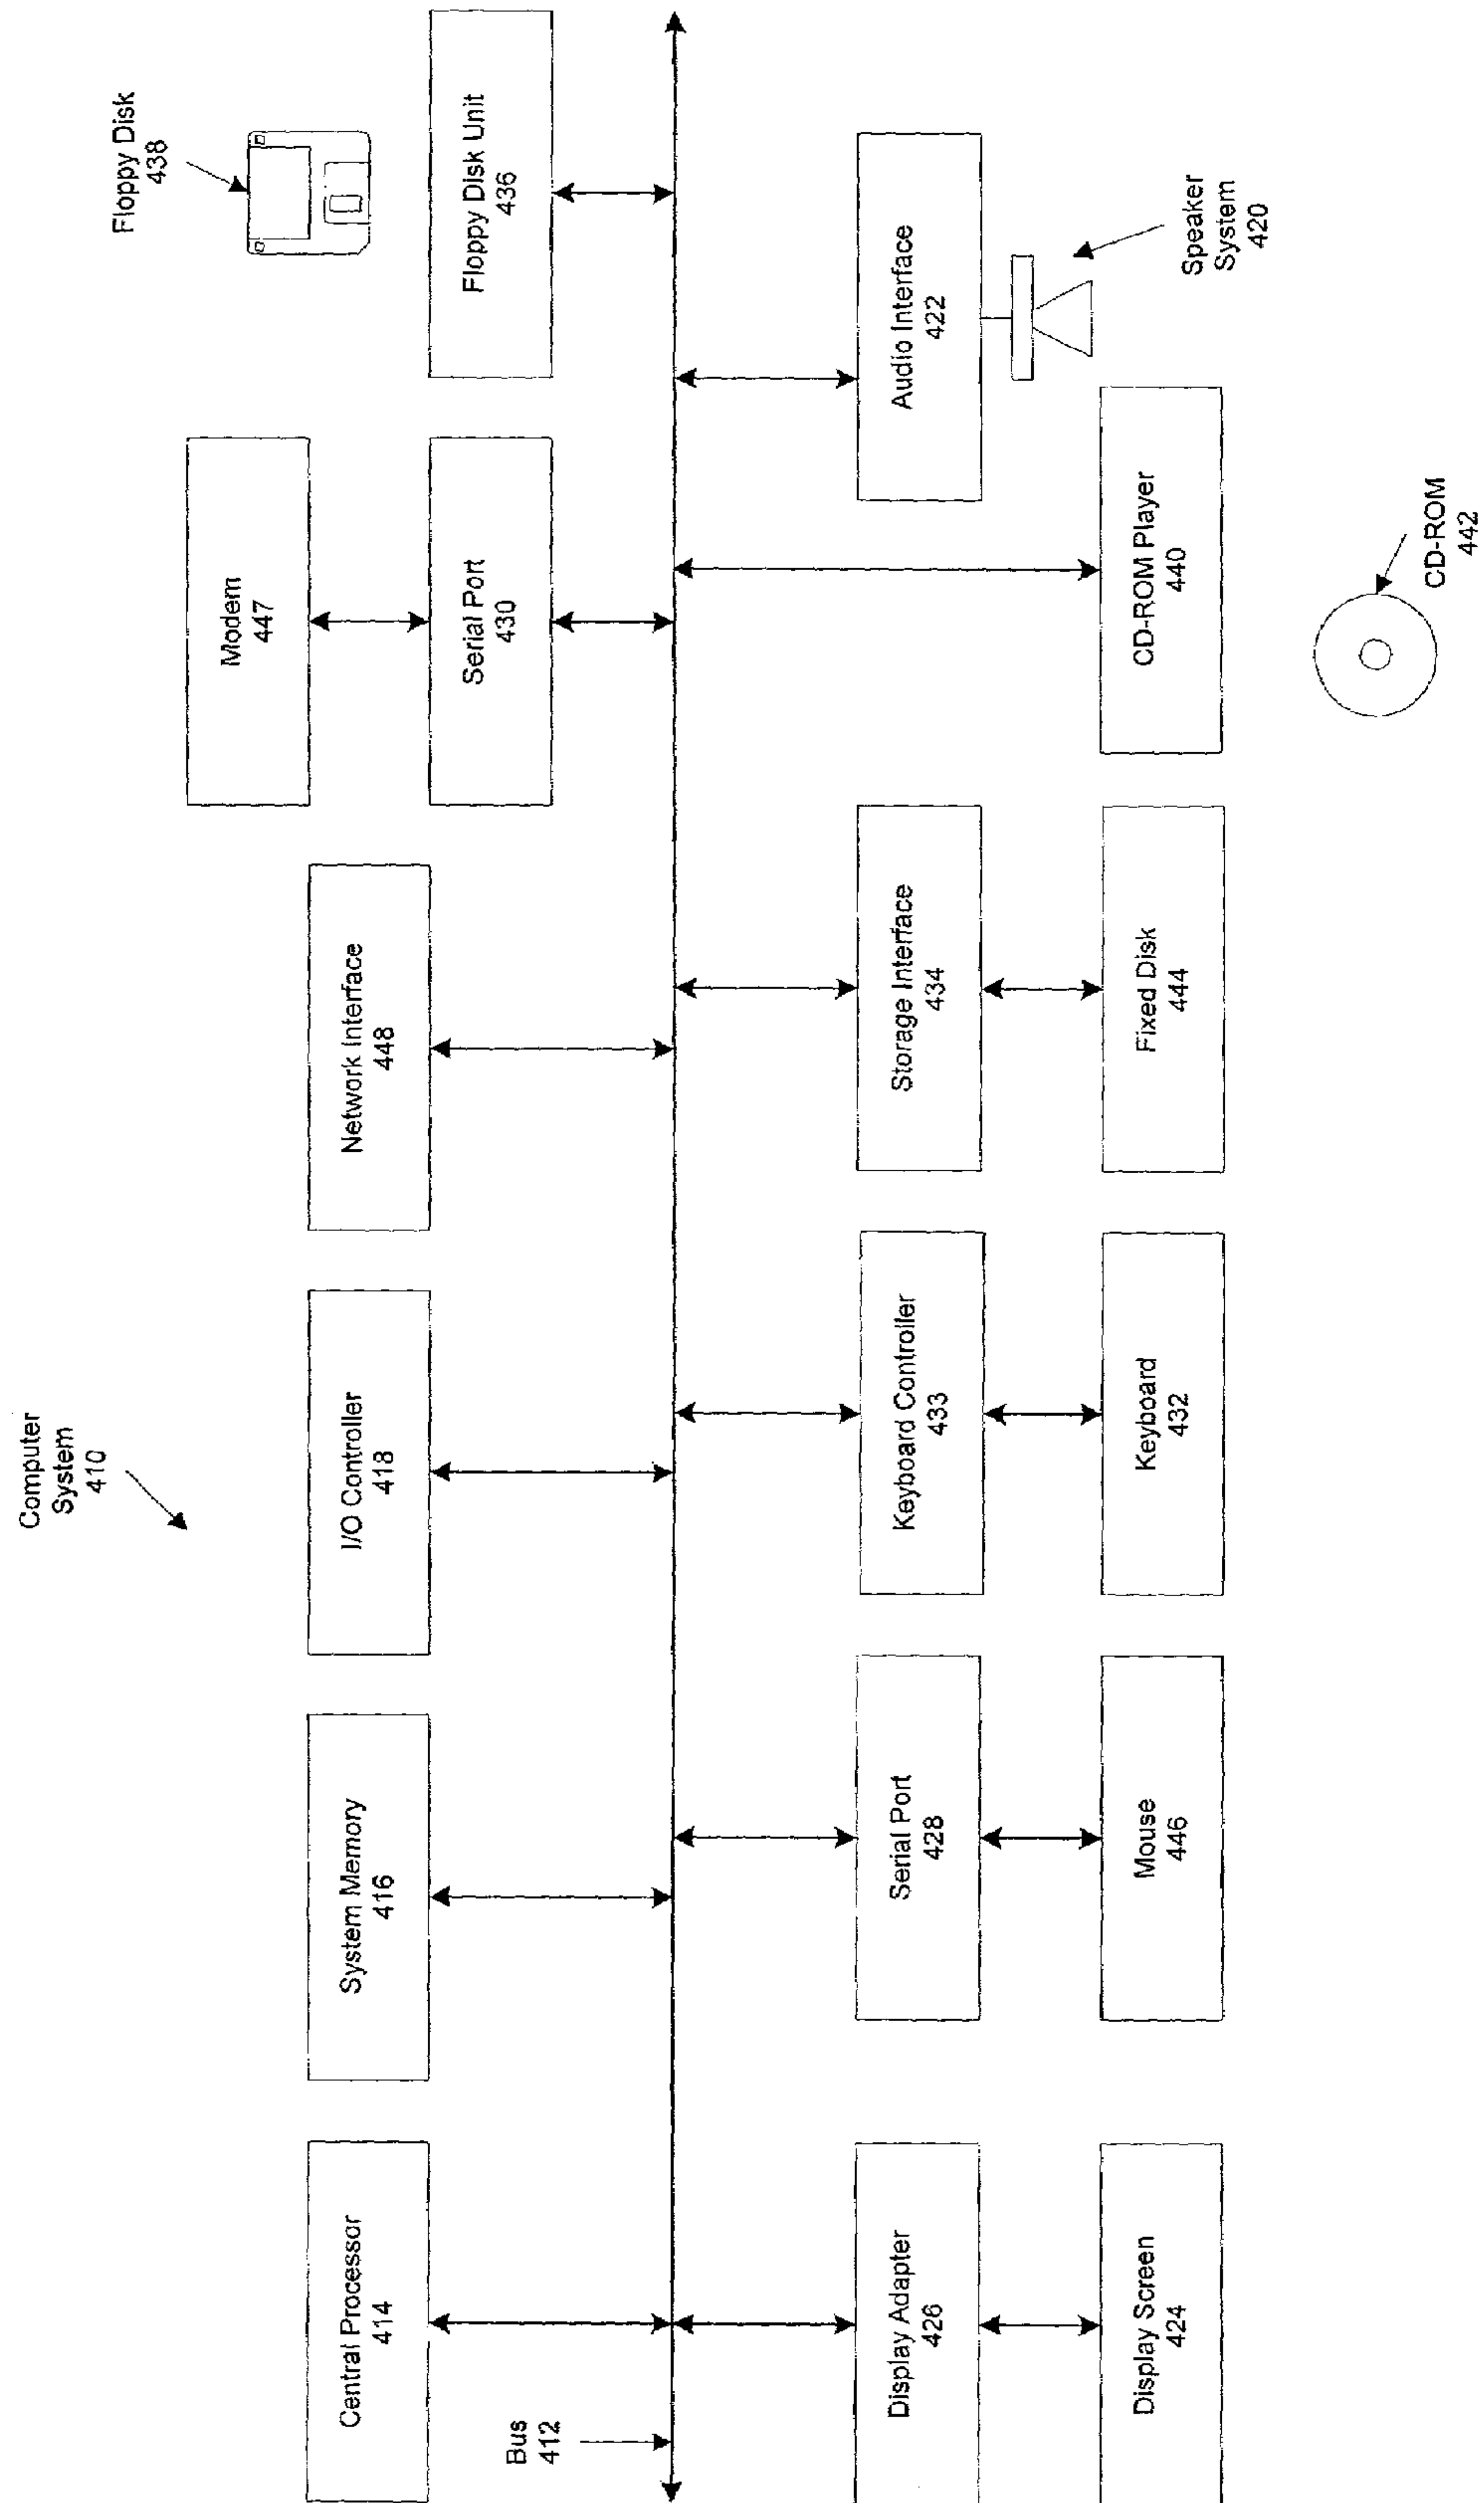 Computer
System
410
Central Processor
414
System Memory
416
I/O Controller
418
Network Interface
448
Modem
447
Serial Port
430
Floppy Disk
438
Floppy Disk Unit
436
Bus
412
Display Adapter
426
Serial Port
428
Keyboard Controller
433
Storage Interface
434
Audio Interface
422
Display Screen
424
Mouse
446
Keyboard
432
Fixed Disk
444
CD-ROM Player
440
Speaker
System
420
CD-ROM
442